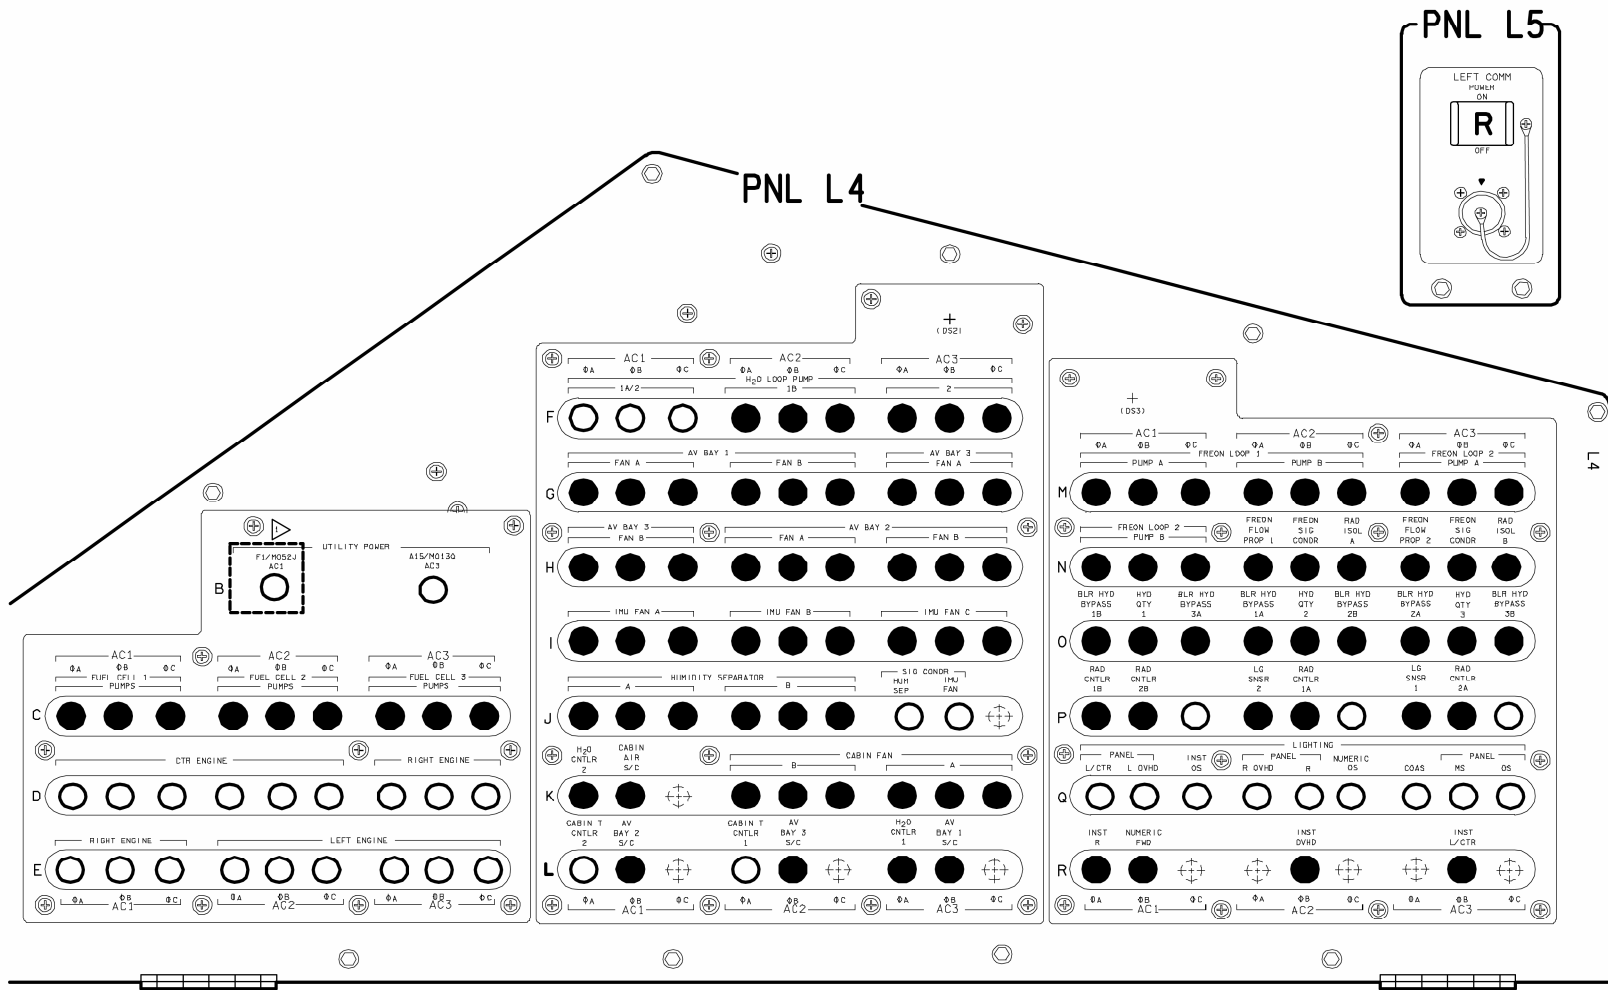 PNL L5
LEFT COMM
POWER
ON
R
OFF
PNL L4
L4
(DS2)
AC1 AC2 AC3
ΦA ΦB ΦC ΦA ΦB ΦC ΦA ΦB ΦC
H2O LOOP PUMP
1A/2 1B 2
F
AV BAY 1 AV BAY 3
FAN A FAN B FAN A
G
AV BAY 3 AV BAY 2
FAN B FAN A FAN B
H
IMU FAN A IMU FAN B IMU FAN C
I
HUMIDITY SEPARATOR SIG CONDR
A B HUM SEP IMU FAN
J
H2O CNTLR 2 CABIN AIR S/C CABIN FAN
B A
K
CABIN T CNTLR 2 AV BAY 2 S/C CABIN T CNTLR 1 AV BAY 3 S/C H2O CNTLR 1 AV BAY 1 S/C
L
ΦA ΦB ΦC ΦA ΦB ΦC ΦA ΦB ΦC
AC1 AC2 AC3
1
UTILITY POWER
F1/MO52J A15/MO13Q
AC1 AC3
B
AC1 AC2 AC3
ΦA ΦB ΦC ΦA ΦB ΦC ΦA ΦB ΦC
FUEL CELL 1 FUEL CELL 2 FUEL CELL 3
PUMPS PUMPS PUMPS
C
CTR ENGINE RIGHT ENGINE
D
RIGHT ENGINE LEFT ENGINE
E
ΦA ΦB ΦC ΦA ΦB ΦC ΦA ΦB ΦC
AC1 AC2 AC3
(DS3)
AC1 AC2 AC3
ΦA ΦB ΦC ΦA ΦB ΦC ΦA ΦB ΦC
FREON LOOP 1 FREON LOOP 2
PUMP A PUMP B PUMP A
M
FREON LOOP 2 PUMP B FREON FLOW PROP 1 FREON SIG CONDR RAD ISOL A FREON FLOW PROP 2 FREON SIG CONDR RAD ISOL B
N
BLR HYD BYPASS 1B HYD QTY 1 BLR HYD BYPASS 3A BLR HYD BYPASS 1A HYD QTY 2 BLR HYD BYPASS 2B BLR HYD BYPASS 2A HYD QTY 3 BLR HYD BYPASS 3B
O
RAD CNTLR 1B RAD CNTLR 2B LG SNSR 2 RAD CNTLR 1A LG SNSR 1 RAD CNTLR 2A
P
LIGHTING
PANEL INST PANEL NUMERIC PANEL
L/CTR L OVHD OS R OVHD R OS COAS MS OS
Q
INST R NUMERIC FWD INST OVHD INST L/CTR
R
ΦA ΦB ΦC ΦA ΦB ΦC ΦA ΦB ΦC
AC1 AC2 AC3